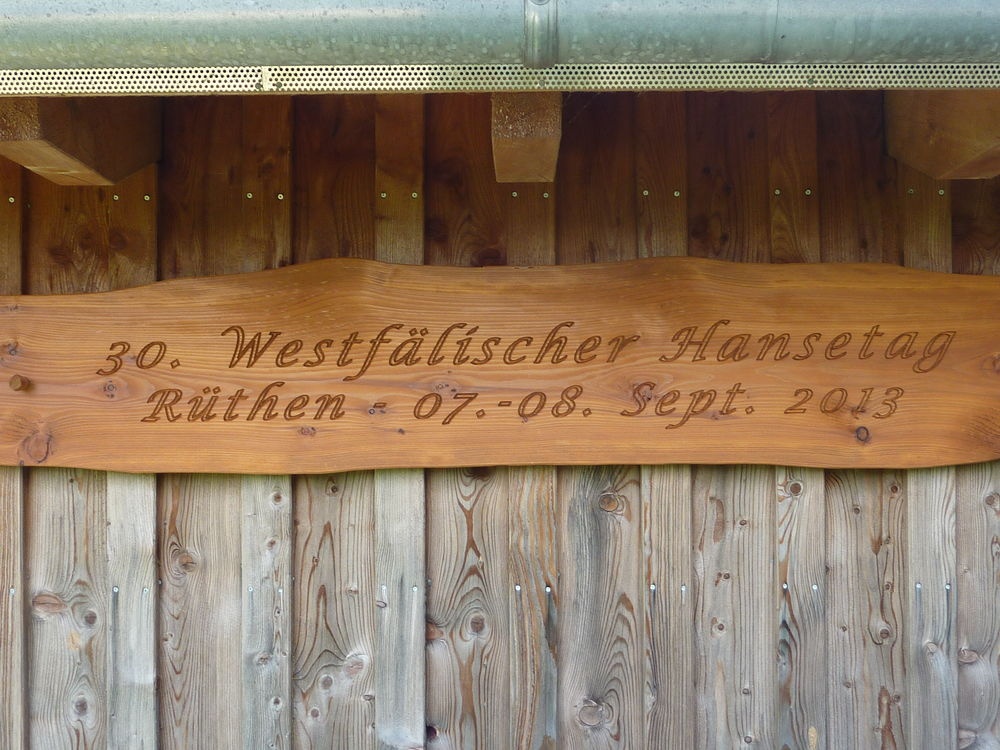 30. Westfälischer Hansetag
Rüthen - 07.-08. Sept. 2013